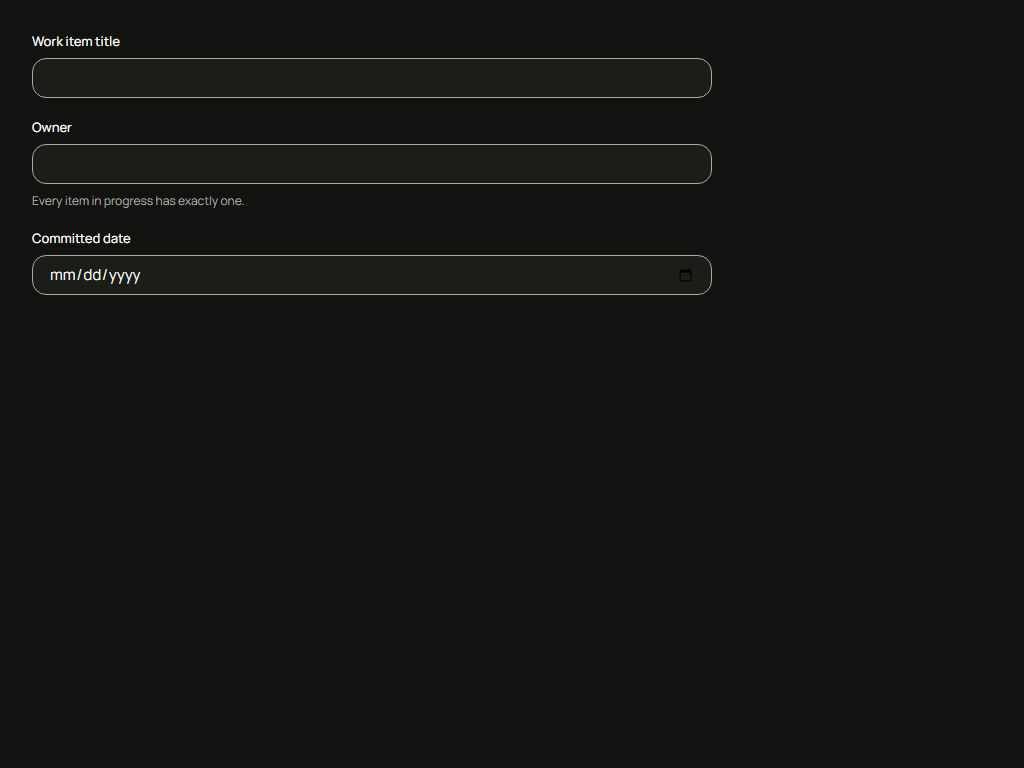 Work item title
Owner
Every item in progress has exactly one.
Committed date
mm/dd/yyyy